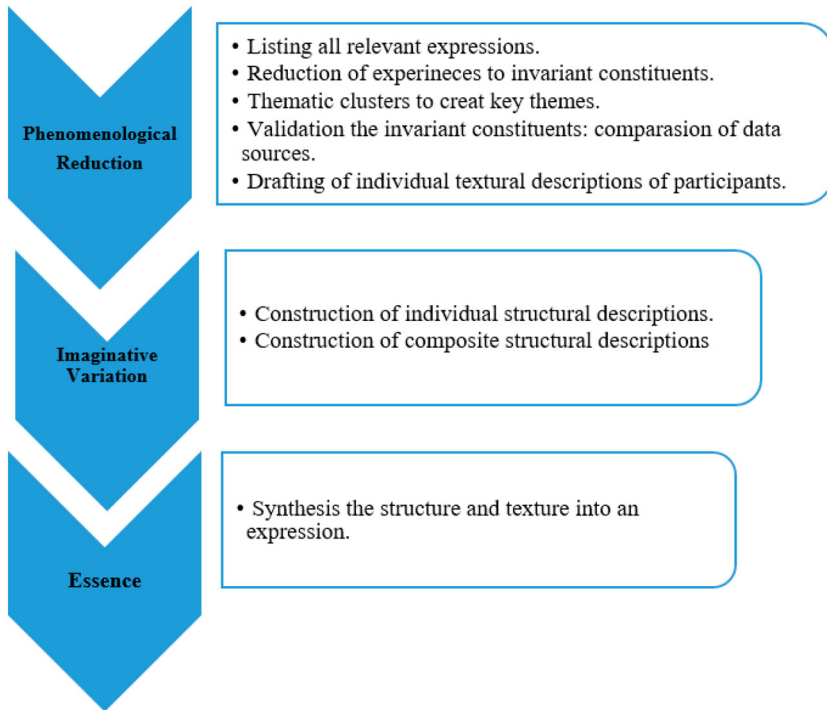 Phenomenological
Reduction
• Listing all relevant expressions.
• Reduction of experineces to invariant constituents.
• Thematic clusters to creat key themes.
• Validation the invariant constituents: comparasion of data
sources.
• Drafting of individual textural descriptions of participants.
Imaginative
Variation
• Construction of individual structural descriptions.
• Construction of composite structural descriptions
Essence
• Synthesis the structure and texture into an
expression.